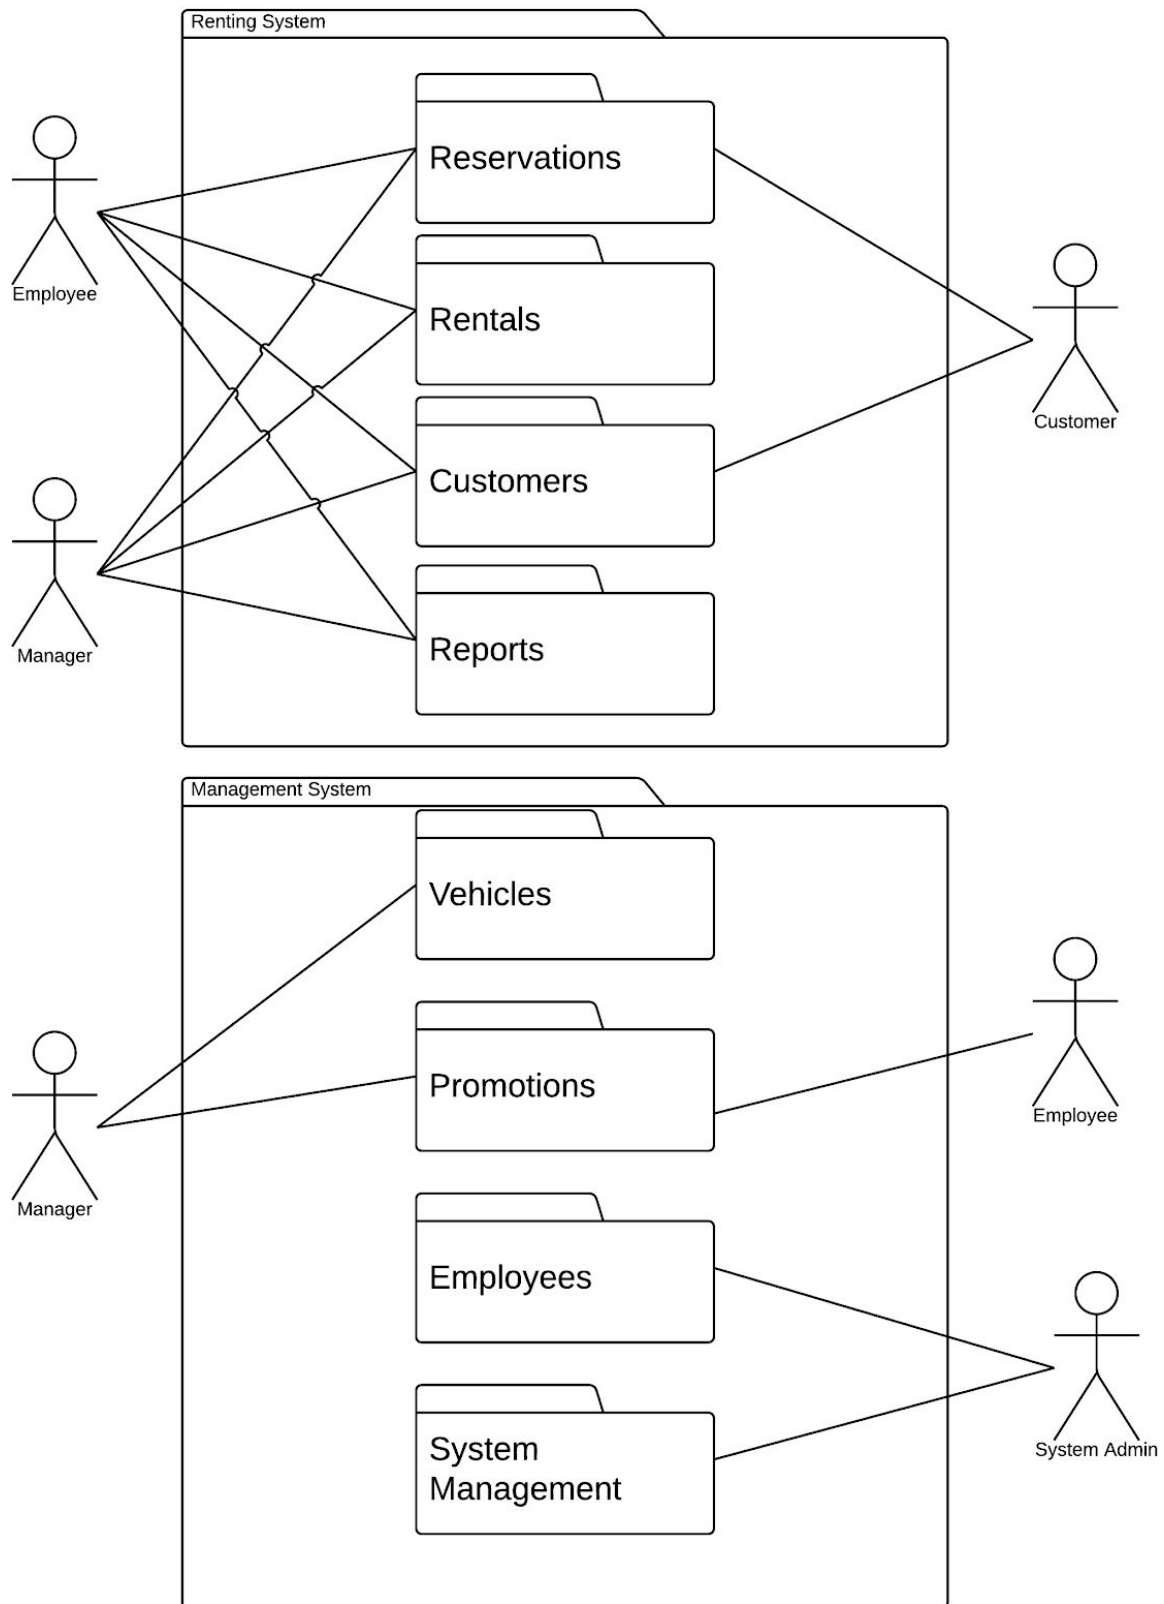 Renting System
Reservations
Employee
Rentals
Customer
Customers
Manager
Reports
Management System
Vehicles
Promotions
Employee
Manager
Employees
System Admin
System
Management